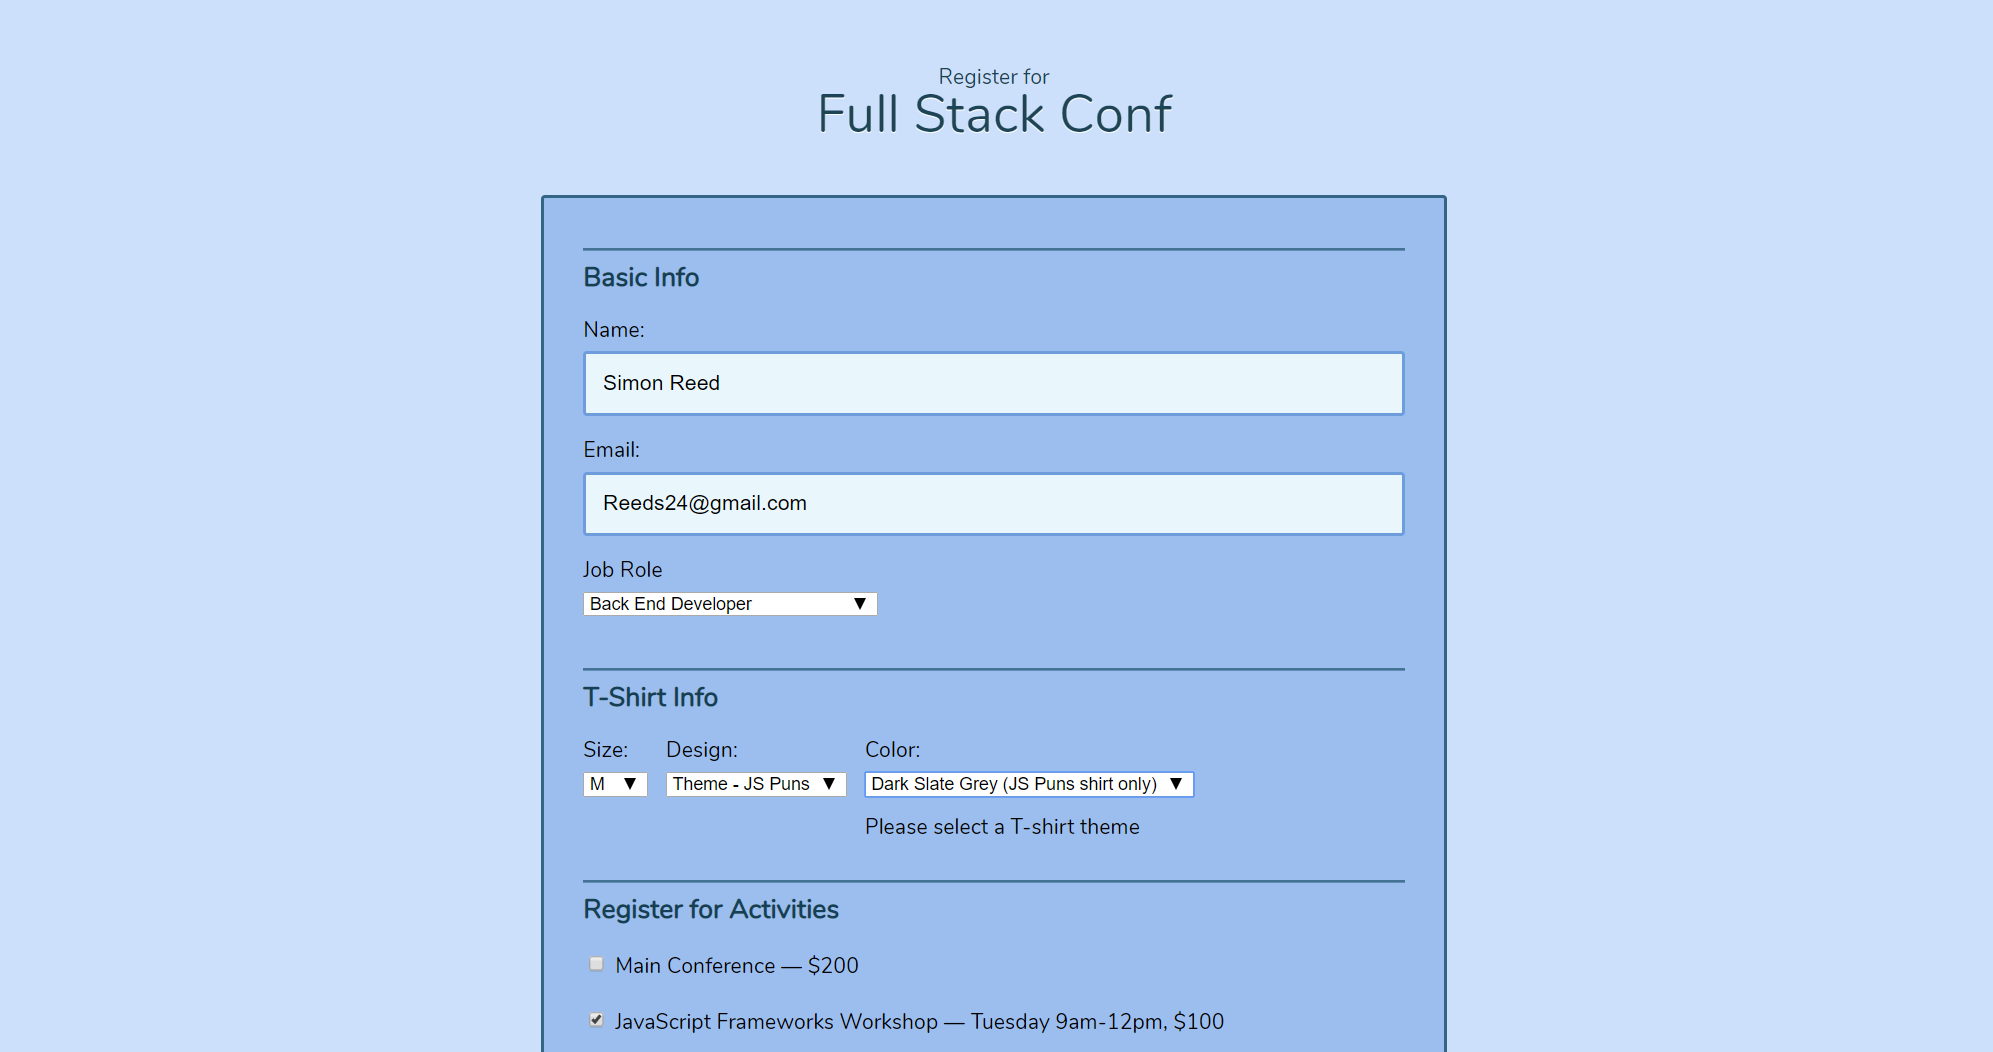 Register for
Full Stack Conf
Basic Info
Name:
Simon Reed
Email:
Reeds24@gmail.com
Job Role
Back End Developer
T-Shirt Info
Size: Design: Color:
M Theme - JS Puns Dark Slate Grey (JS Puns shirt only)
Please select a T-shirt theme
Register for Activities
Main Conference — $200
JavaScript Frameworks Workshop — Tuesday 9am-12pm, $100